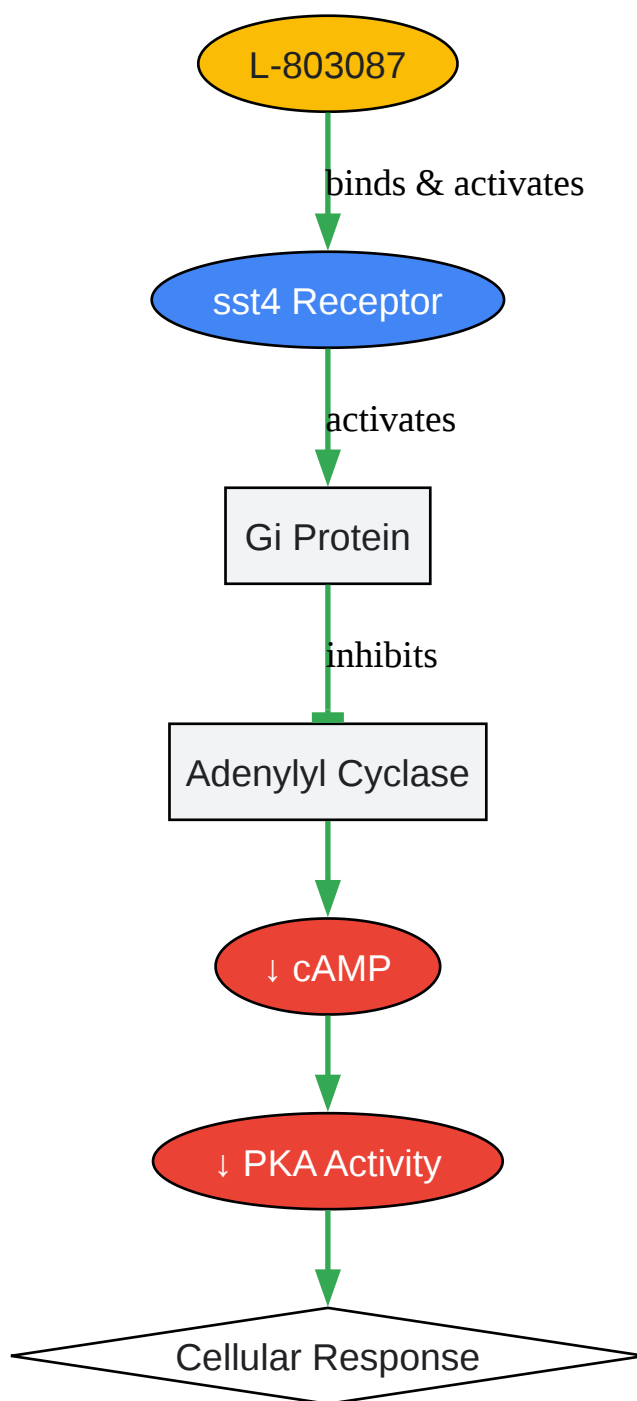 L-803087
binds & activates
sst4 Receptor
activates
Gi Protein
inhibits
Adenylyl Cyclase
↓ cAMP
↓ PKA Activity
Cellular Response